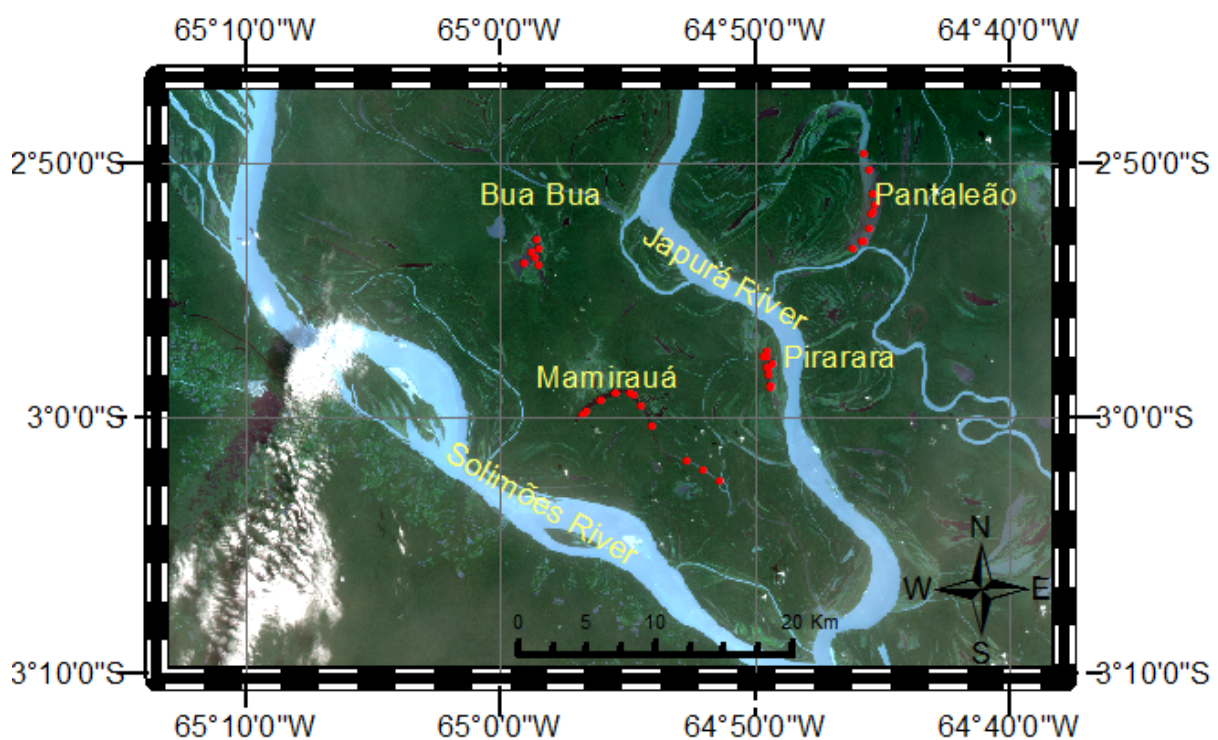 65°10'0"W 65°0'0"W 64°50'0"W 64°40'0"W
2°50'0"S 2°50'0"S
Bua Bua Pantaleão
Japurá River
Pirarara
Mamirauá
3°0'0"S 3°0'0"S
Solimões River
N
W E
S
0 5 10 20 Km
3°10'0"S 3°10'0"S
65°10'0"W 65°0'0"W 64°50'0"W 64°40'0"W